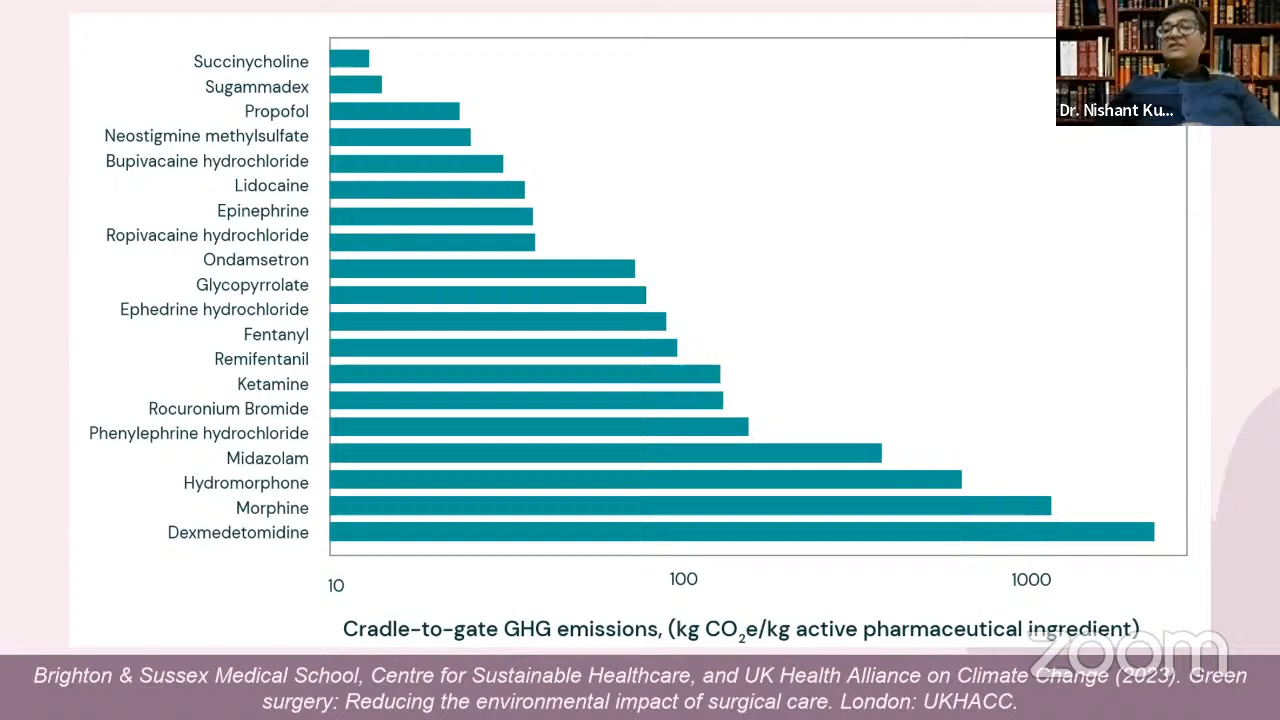 Dr. Nishant Ku...
Succinycholine
Sugammadex
Propofol
Neostigmine methylsulfate
Bupivacaine hydrochloride
Lidocaine
Epinephrine
Ropivacaine hydrochloride
Ondamsetron
Glycopyrrolate
Ephedrine hydrochloride
Fentanyl
Remifentanil
Ketamine
Rocuronium Bromide
Phenylephrine hydrochloride
Midazolam
Hydromorphone
Morphine
Dexmedetomidine
10 100 1000
Cradle-to-gate GHG emissions, (kg CO₂e/kg active pharmaceutical ingredient)
zoom
Brighton & Sussex Medical School, Centre for Sustainable Healthcare, and UK Health Alliance on Climate Change (2023). Green
surgery: Reducing the environmental impact of surgical care. London: UKHACC.